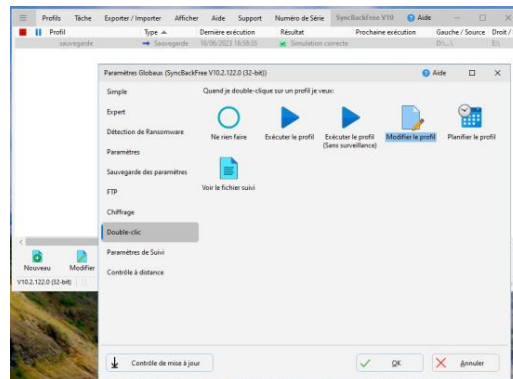 Profils Tâche Exporter / Importer Afficher Aide Support Numéro de Série SyncBackFree V10 Aide
Profil Type Dernière exécution Résultat Prochaine exécution Gauche / Source Droit /
sauvegarde Sauvegarde 18/06/2023 18:58:35 Simulation correcte D:\...\ E:\
Paramètres Globaux (SyncBackFree V10.2.122.0 (32-bit)) Aide
Simple
Expert
Détection de Ransomware
Paramètres
Sauvegarde des paramètres
FTP
Chiffrage
Double-clic
Paramètres de Suivi
Contrôle à distance
Quand je double-clique sur un profil je veux:
Ne rien faire
Exécuter le profil
Exécuter le profil
(Sans surveillance)
Modifier le profil
Planifier le profil
Voir le fichier suivi
Nouveau Modifier
V10.2.122.0 (32-bit)
Contrôle de mise à jour OK Annuler